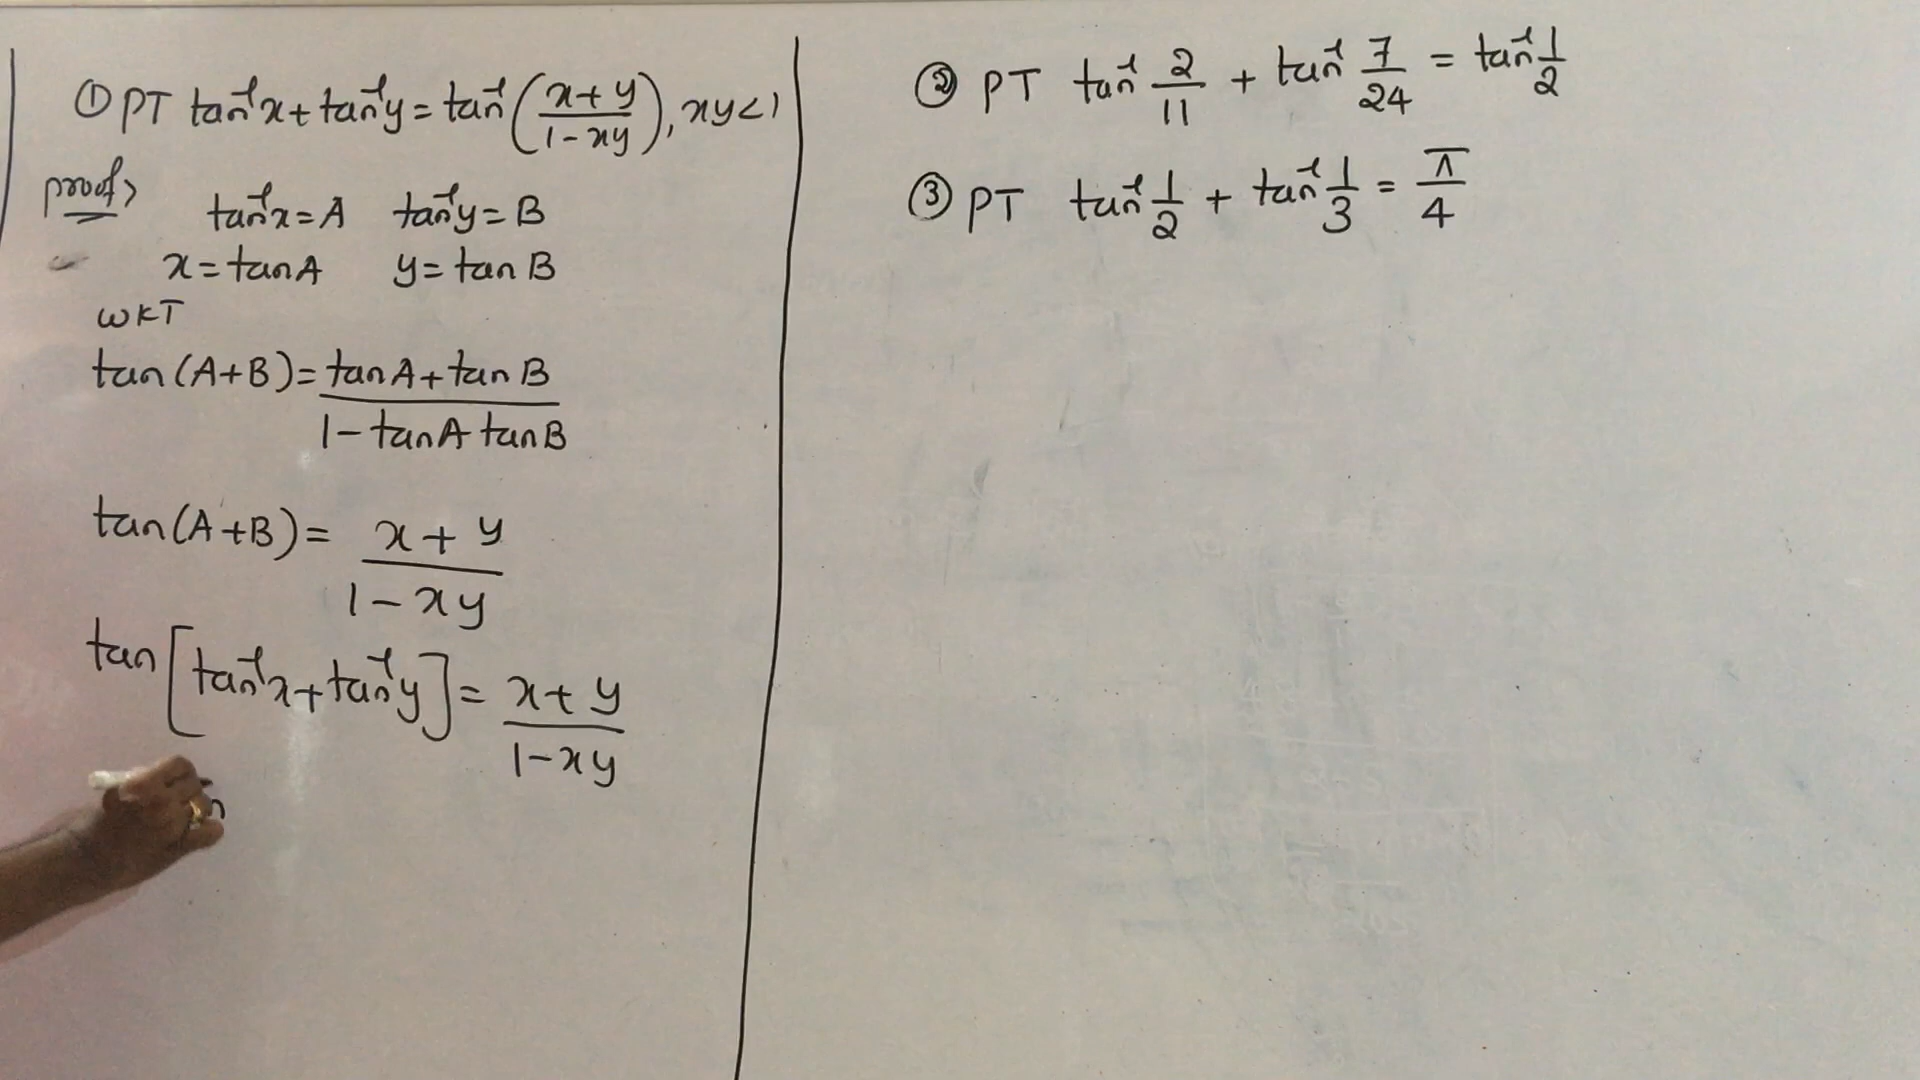 ① PT tan⁻¹x + tan⁻¹y = tan⁻¹((x+y)/(1-xy)), xy<1
proof>
tan⁻¹x = A tan⁻¹y = B
x = tanA y = tan B
WKT
tan(A+B) = (tanA + tanB)/(1 - tanA tanB)
tan(A+B) = (x+y)/(1-xy)
tan[tan⁻¹x + tan⁻¹y] = (x+y)/(1-xy)
② PT tan⁻¹ 2/11 + tan⁻¹ 7/24 = tan⁻¹ 1/2
③ PT tan⁻¹ 1/2 + tan⁻¹ 1/3 = π/4